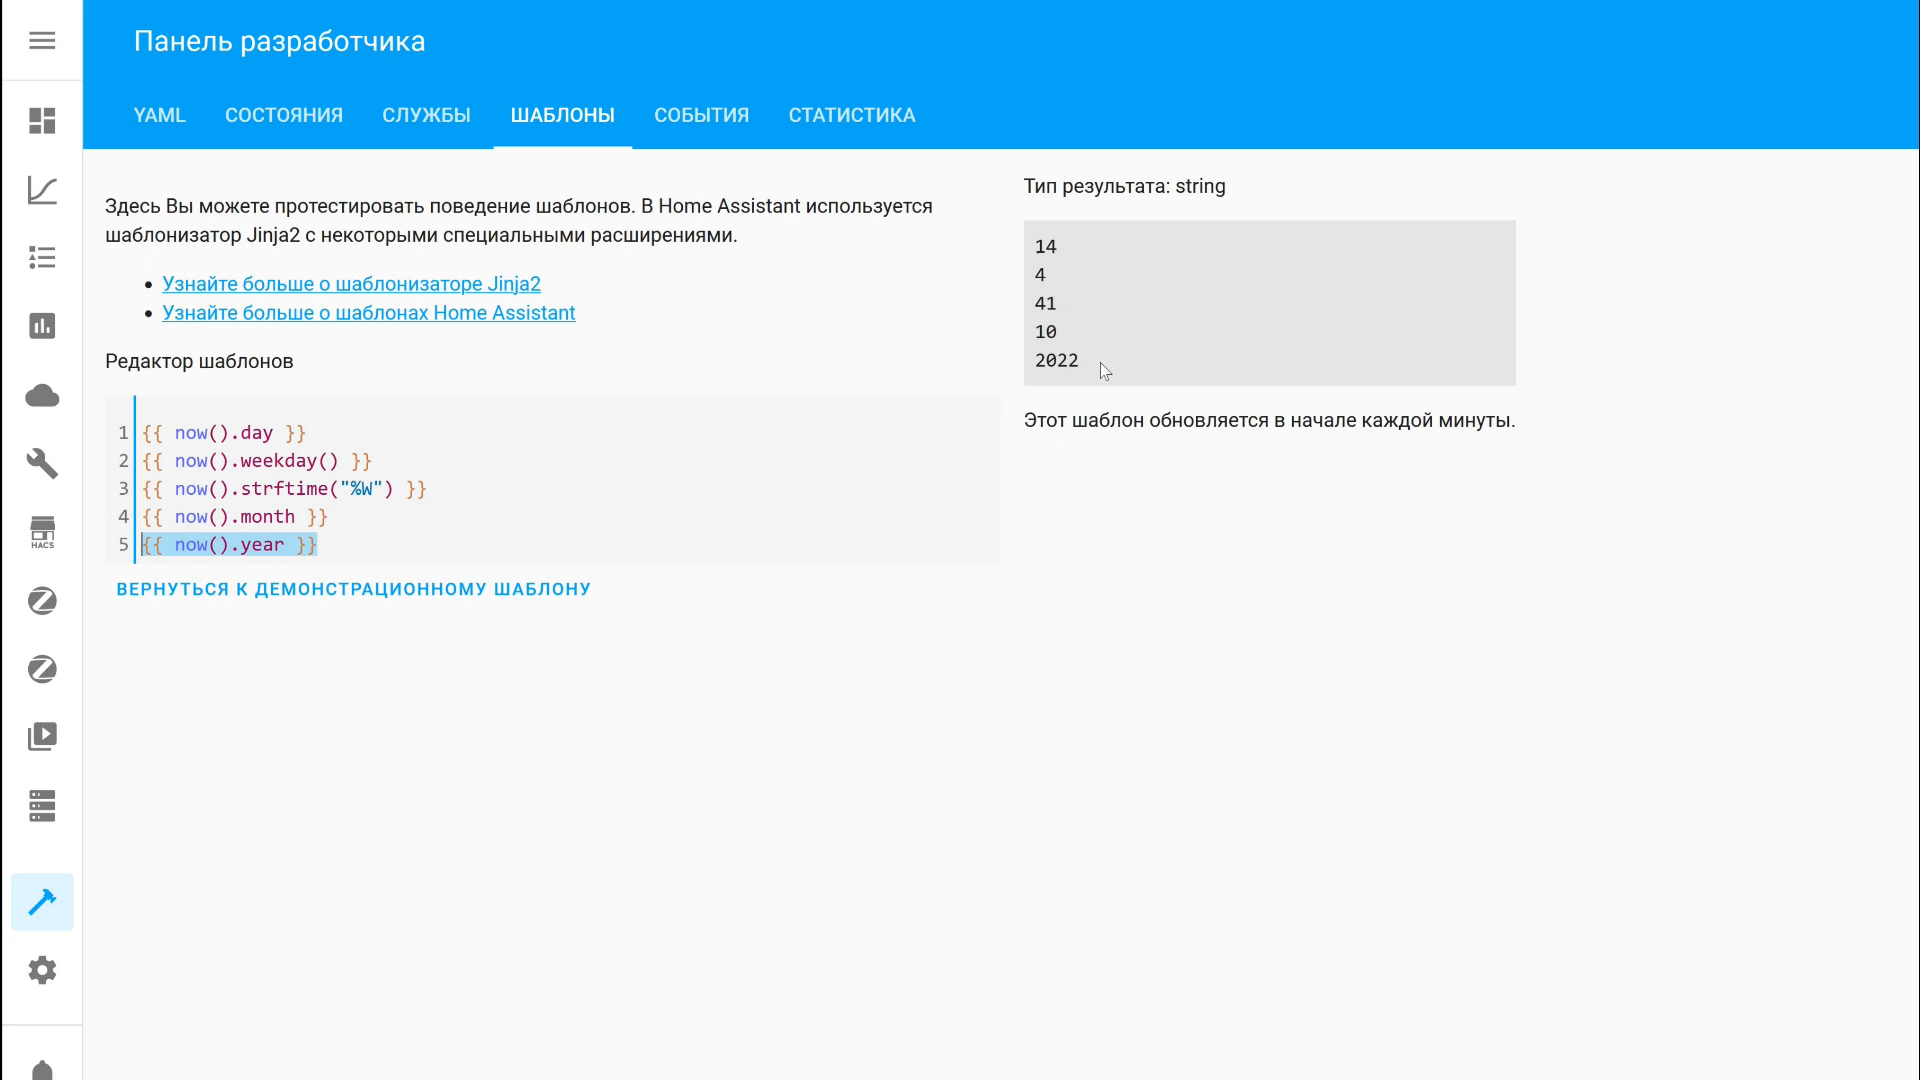 Панель разработчика
YAML СОСТОЯНИЯ СЛУЖБЫ ШАБЛОНЫ СОБЫТИЯ СТАТИСТИКА
Здесь Вы можете протестировать поведение шаблонов. В Home Assistant используется
шаблонизатор Jinja2 с некоторыми специальными расширениями.
Узнайте больше о шаблонизаторе Jinja2
Узнайте больше о шаблонах Home Assistant
Редактор шаблонов
1 {{ now().day }}
2 {{ now().weekday() }}
3 {{ now().strftime("%W") }}
4 {{ now().month }}
5 {{ now().year }}
ВЕРНУТЬСЯ К ДЕМОНСТРАЦИОННОМУ ШАБЛОНУ
Тип результата: string
14
4
41
10
2022
Этот шаблон обновляется в начале каждой минуты.
HACS